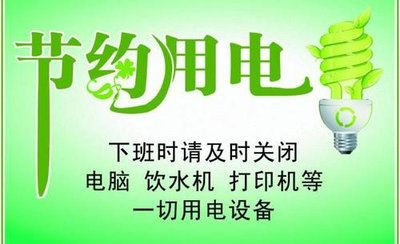 节约用电
下班时请及时关闭
电脑 饮水机 打印机等
一切用电设备